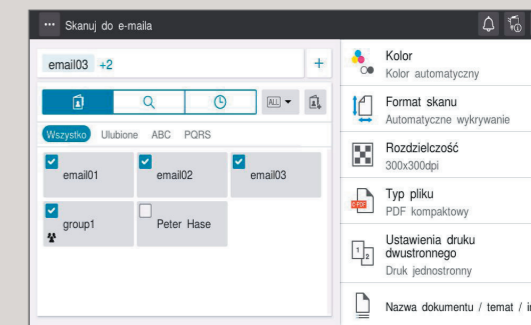 Skanuj do e-maila
email03 +2
+
ALL
Wszystko Ulubione ABC PQRS
email01
email02
email03
group1
Peter Hase
Kolor
Kolor automatyczny
Format skanu
Automatyczne wykrywanie
Rozdzielczość
300x300dpi
Typ pliku
PDF kompaktowy
Ustawienia druku
dwustronnego
Druk jednostronny
Nazwa dokumentu / temat /